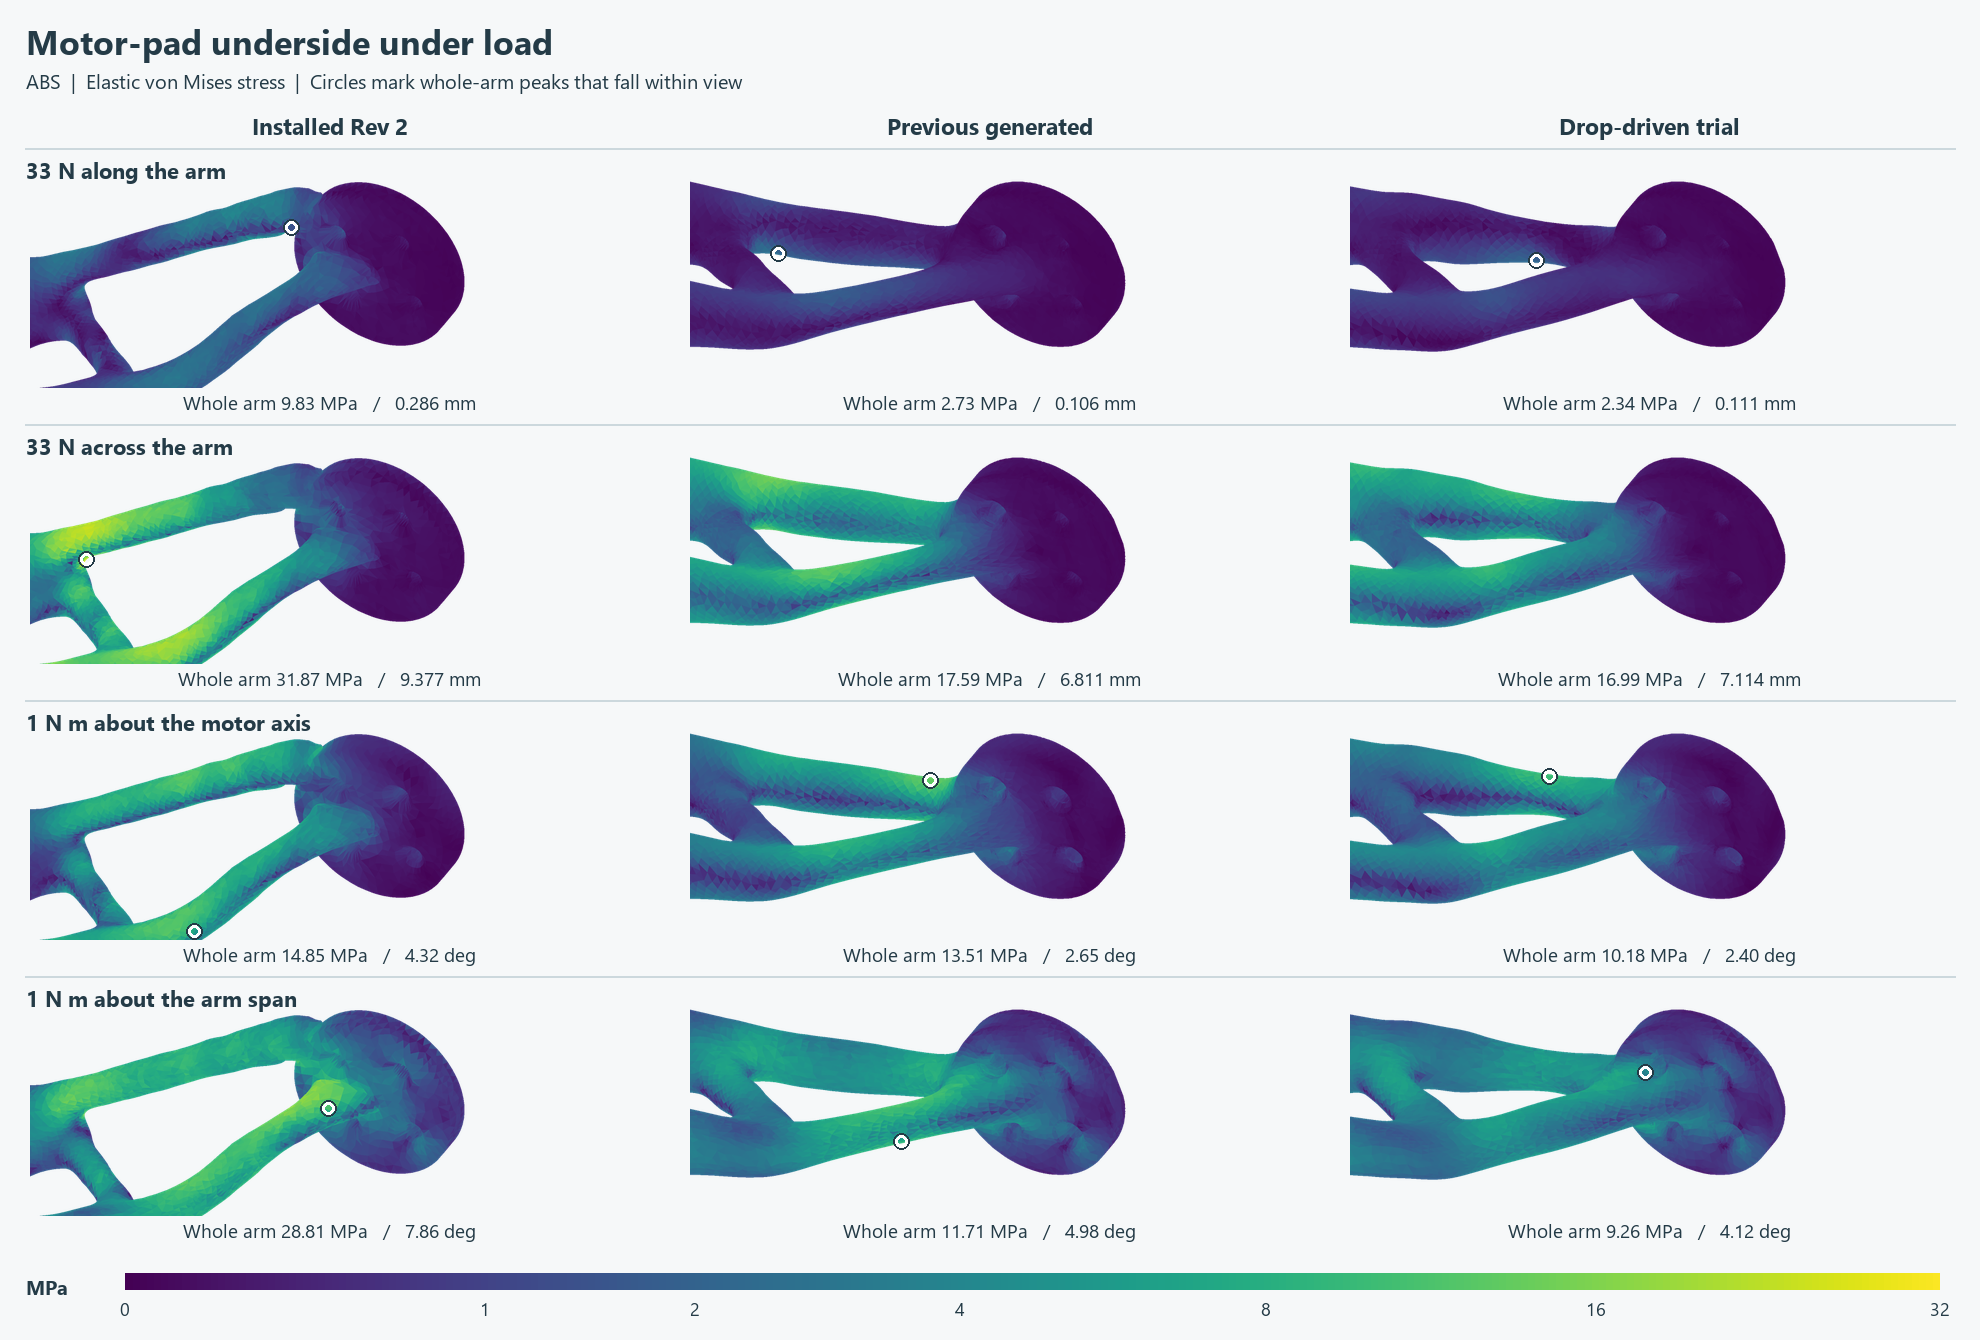 Motor-pad underside under load
ABS | Elastic von Mises stress | Circles mark whole-arm peaks that fall within view
Installed Rev 2
Previous generated
Drop-driven trial
33 N along the arm
Whole arm 9.83 MPa / 0.286 mm
Whole arm 2.73 MPa / 0.106 mm
Whole arm 2.34 MPa / 0.111 mm
33 N across the arm
Whole arm 31.87 MPa / 9.377 mm
Whole arm 17.59 MPa / 6.811 mm
Whole arm 16.99 MPa / 7.114 mm
1 N m about the motor axis
Whole arm 14.85 MPa / 4.32 deg
Whole arm 13.51 MPa / 2.65 deg
Whole arm 10.18 MPa / 2.40 deg
1 N m about the arm span
Whole arm 28.81 MPa / 7.86 deg
Whole arm 11.71 MPa / 4.98 deg
Whole arm 9.26 MPa / 4.12 deg
MPa
0 1 2 4 8 16 32